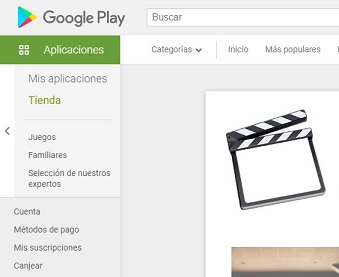 Google Play
Buscar
Aplicaciones
Categorías
Inicio
Más populares
Mis aplicaciones
Tienda
Juegos
Familiares
Selección de nuestros
expertos
Cuenta
Métodos de pago
Mis suscripciones
Canjear